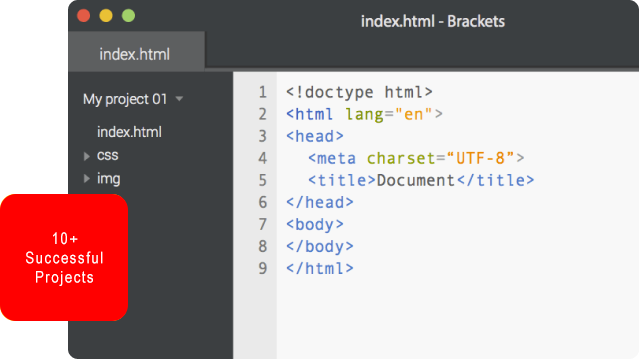 index.html - Brackets
index.html
My project 01
index.html
css
img
10+
Successful
Projects
1 <!doctype html>
2 <html lang="en">
3 <head>
4 <meta charset=“UTF-8”>
5 <title>Document</title>
6 </head>
7 <body>
8 </body>
9 </html>